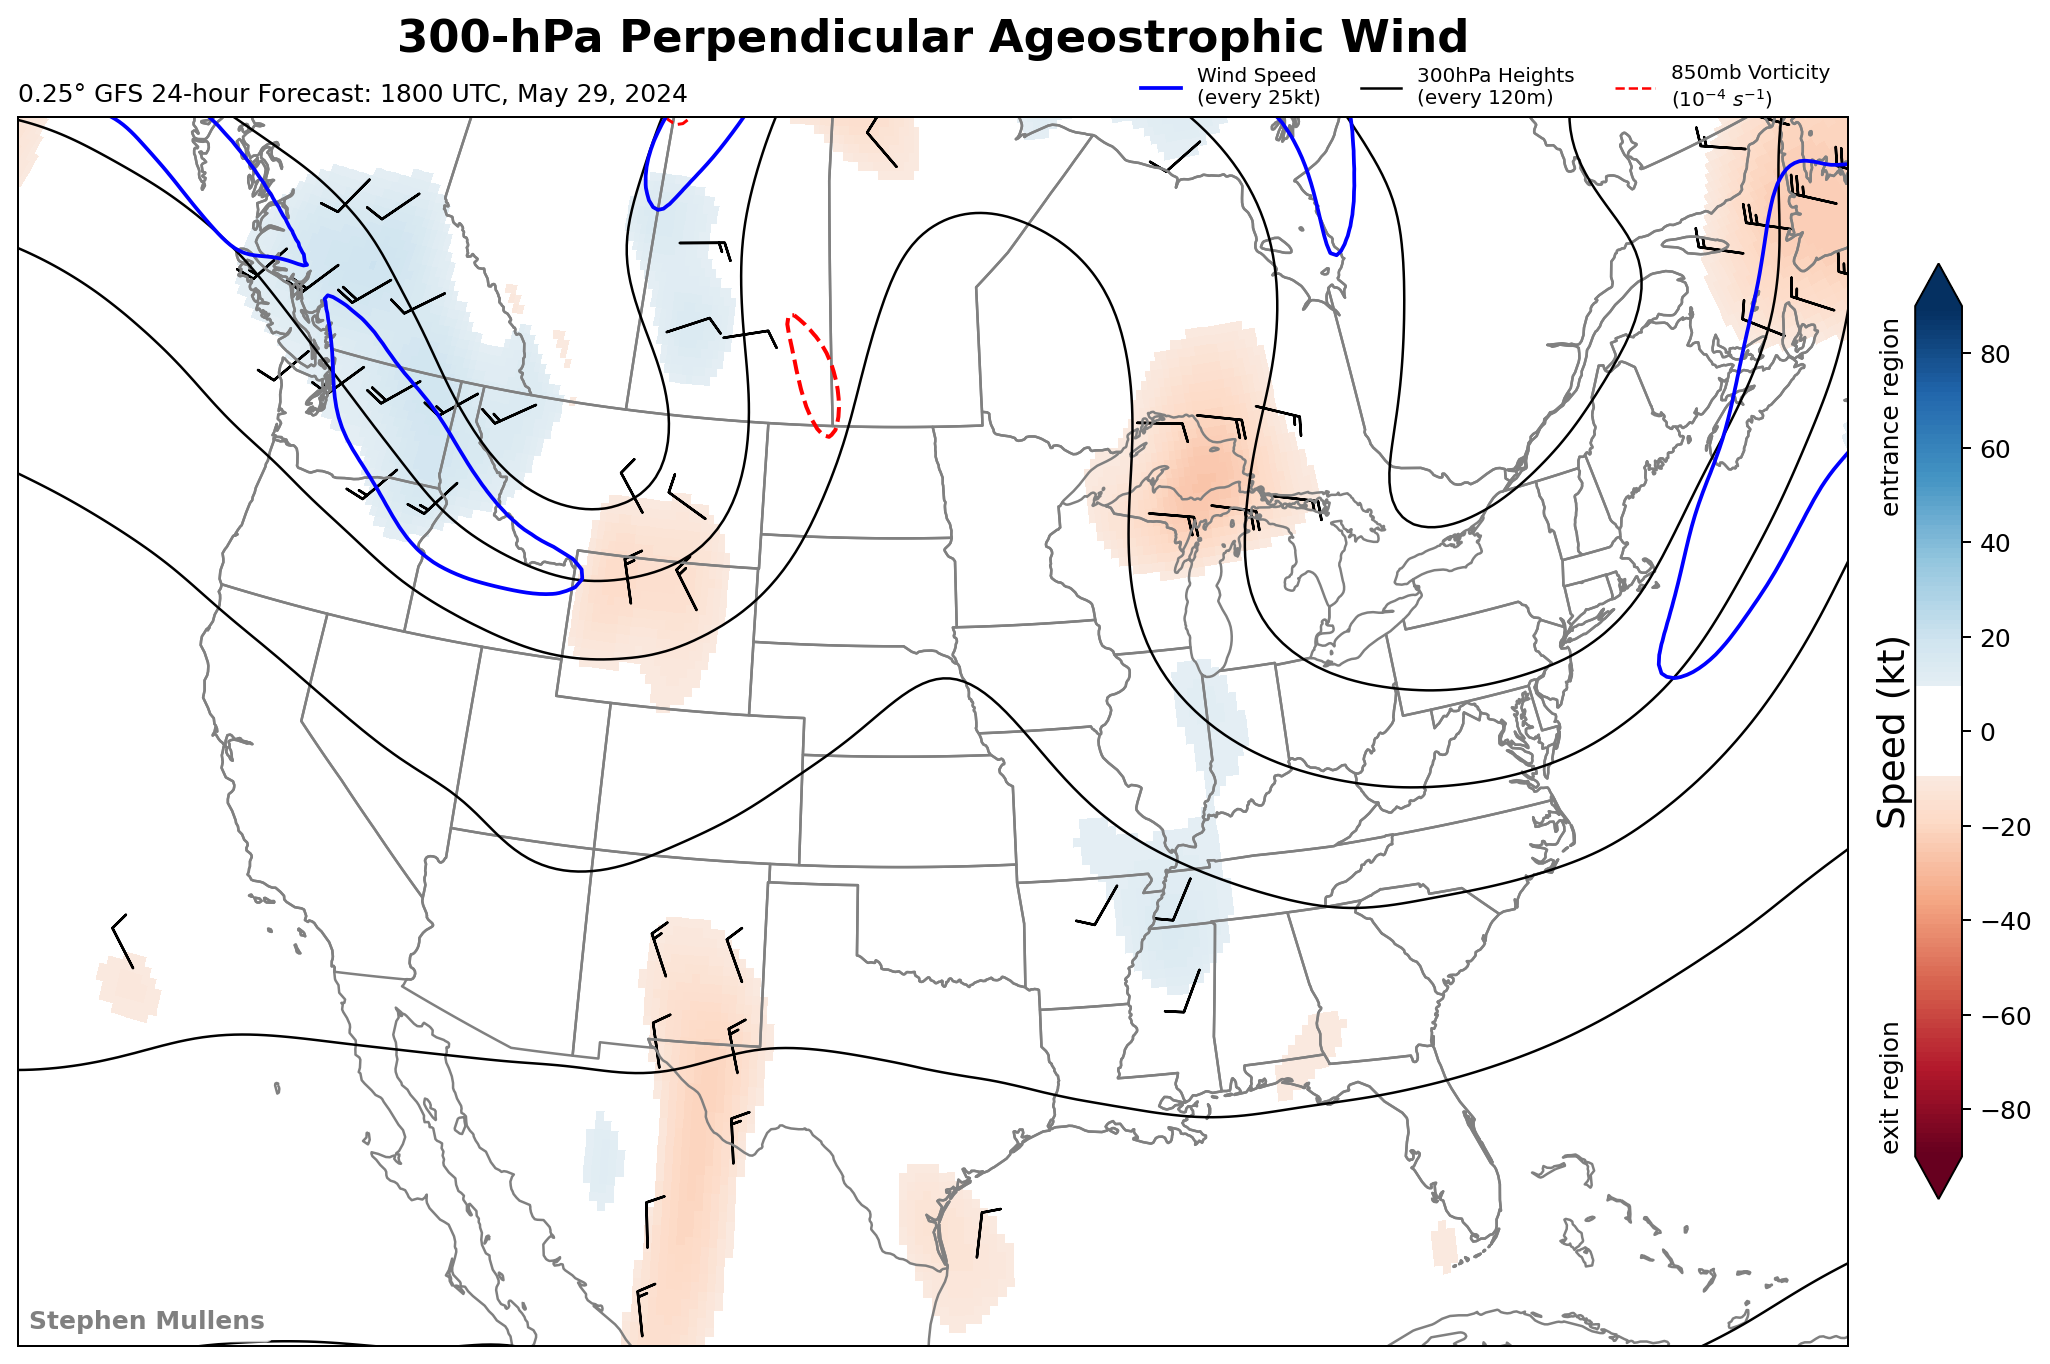 300-hPa Perpendicular Ageostrophic Wind
0.25° GFS 24-hour Forecast: 1800 UTC, May 29, 2024
Wind Speed
(every 25kt)
300hPa Heights
(every 120m)
850mb Vorticity
(10⁻⁴ s⁻¹)
entrance region
Speed (kt)
exit region
80
60
40
20
0
−20
−40
−60
−80
Stephen Mullens